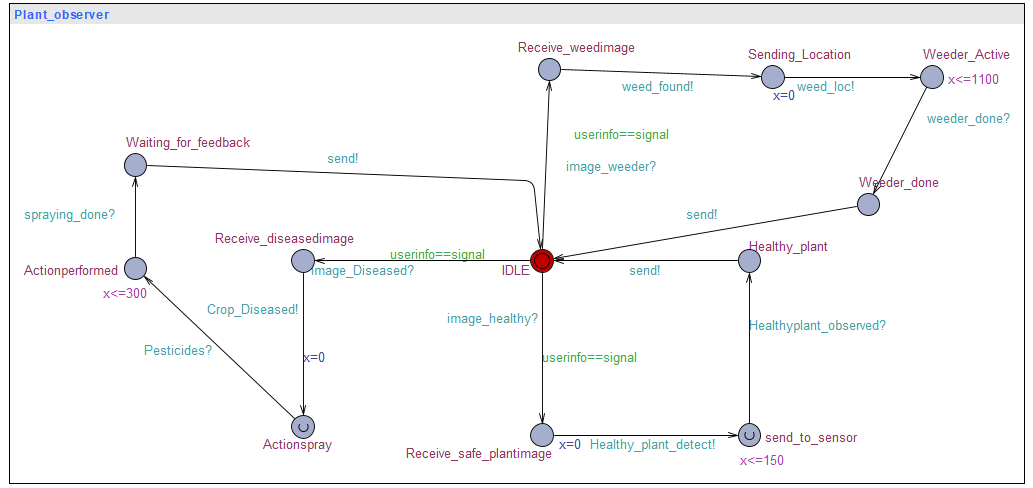 Plant_observer
Receive_weedimage
Sending_Location
Weeder_Active
weed_found!
weed_loc!
x<=1100
x=0
weeder_done?
userinfo==signal
Waiting_for_feedback
send!
image_weeder?
Weeder_done
spraying_done?
send!
Receive_diseasedimage
Healthy_plant
userinfo==signal
Actionperformed
image_Diseased?
IDLE
send!
x<=300
Crop_Diseased!
image_healthy?
Healthyplant_observed?
Pesticides?
x=0
userinfo==signal
Actionspray
x=0
Healthy_plant_detect!
send_to_sensor
Receive_safe_plantimage
x<=150